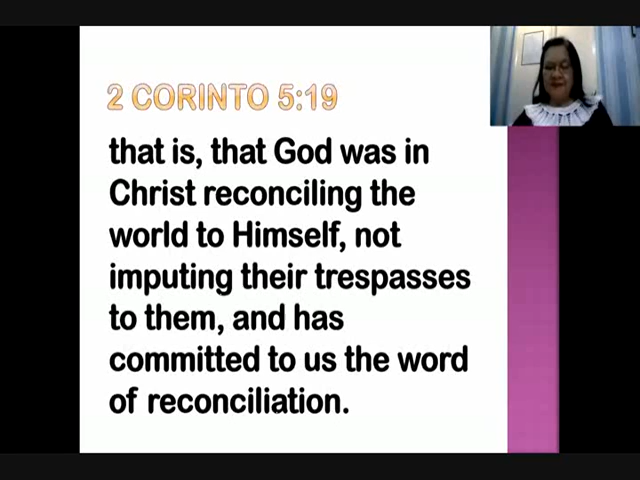 2 CORINTO 5:19
that is, that God was in
Christ reconciling the
world to Himself, not
imputing their trespasses
to them, and has
committed to us the word
of reconciliation.